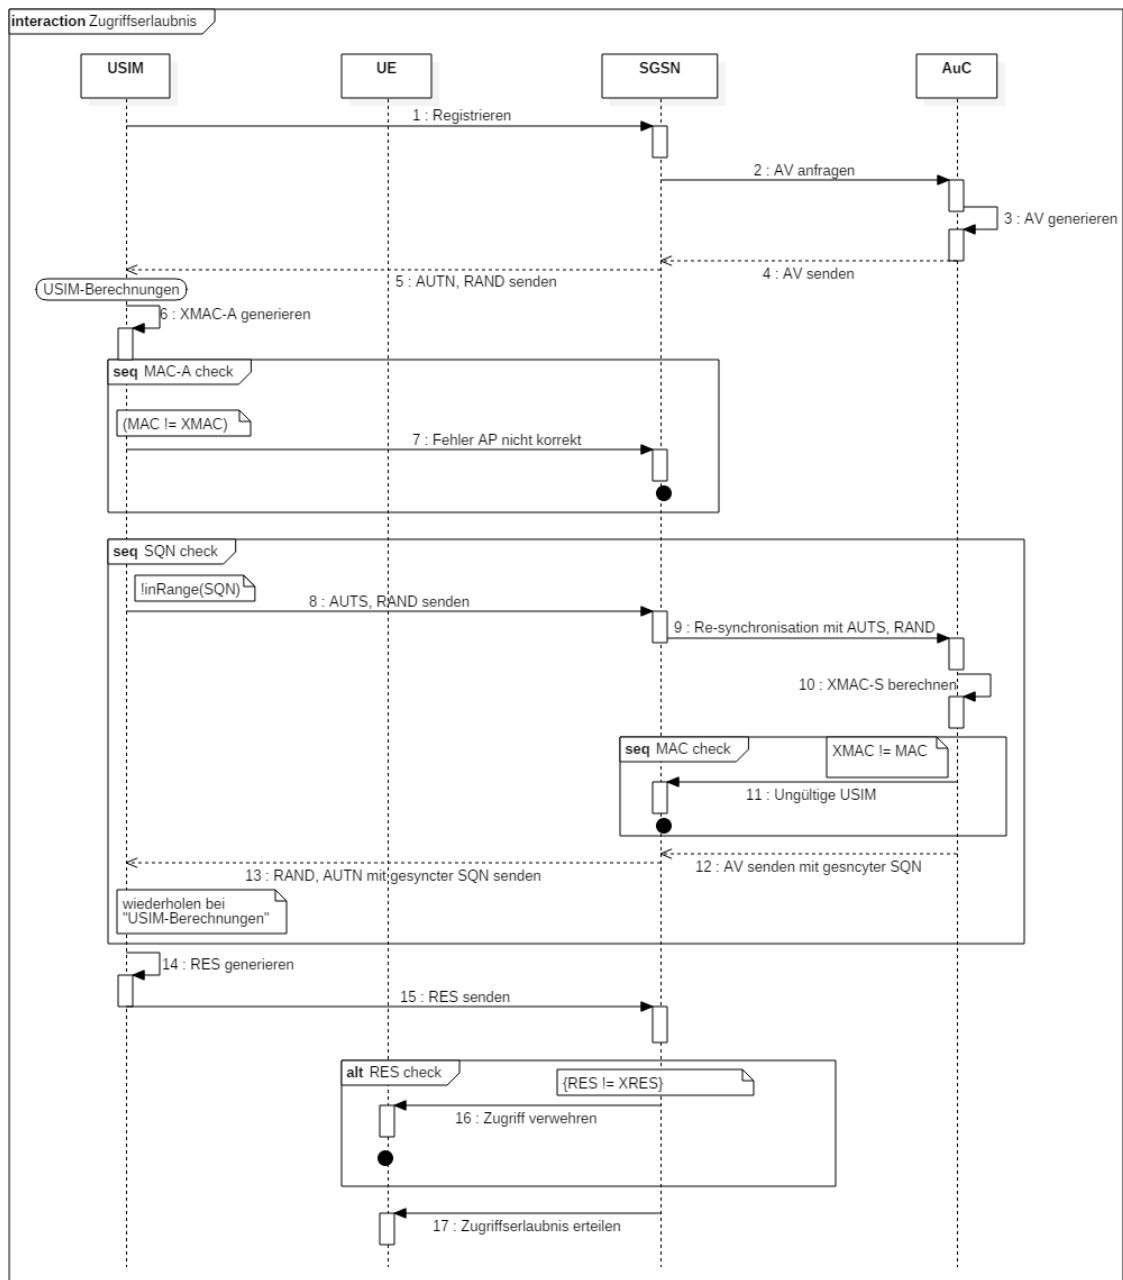 interaction Zugriffserlaubnis
USIM
UE
SGSN
AuC
1 : Registrieren
2 : AV anfragen
3 : AV generieren
4 : AV senden
5 : AUTN, RAND senden
USIM-Berechnungen
6 : XMAC-A generieren
seq MAC-A check
(MAC != XMAC)
7 : Fehler AP nicht korrekt
seq SQN check
!inRange(SQN)
8 : AUTS, RAND senden
9 : Re-synchronisation mit AUTS, RAND
10 : XMAC-S berechnen
seq MAC check
XMAC != MAC
11 : Ungültige USIM
12 : AV senden mit gesncyter SQN
13 : RAND, AUTN mit gesyncter SQN senden
wiederholen bei
"USIM-Berechnungen"
14 : RES generieren
15 : RES senden
alt RES check
{RES != XRES}
16 : Zugriff verwehren
17 : Zugriffserlaubnis erteilen